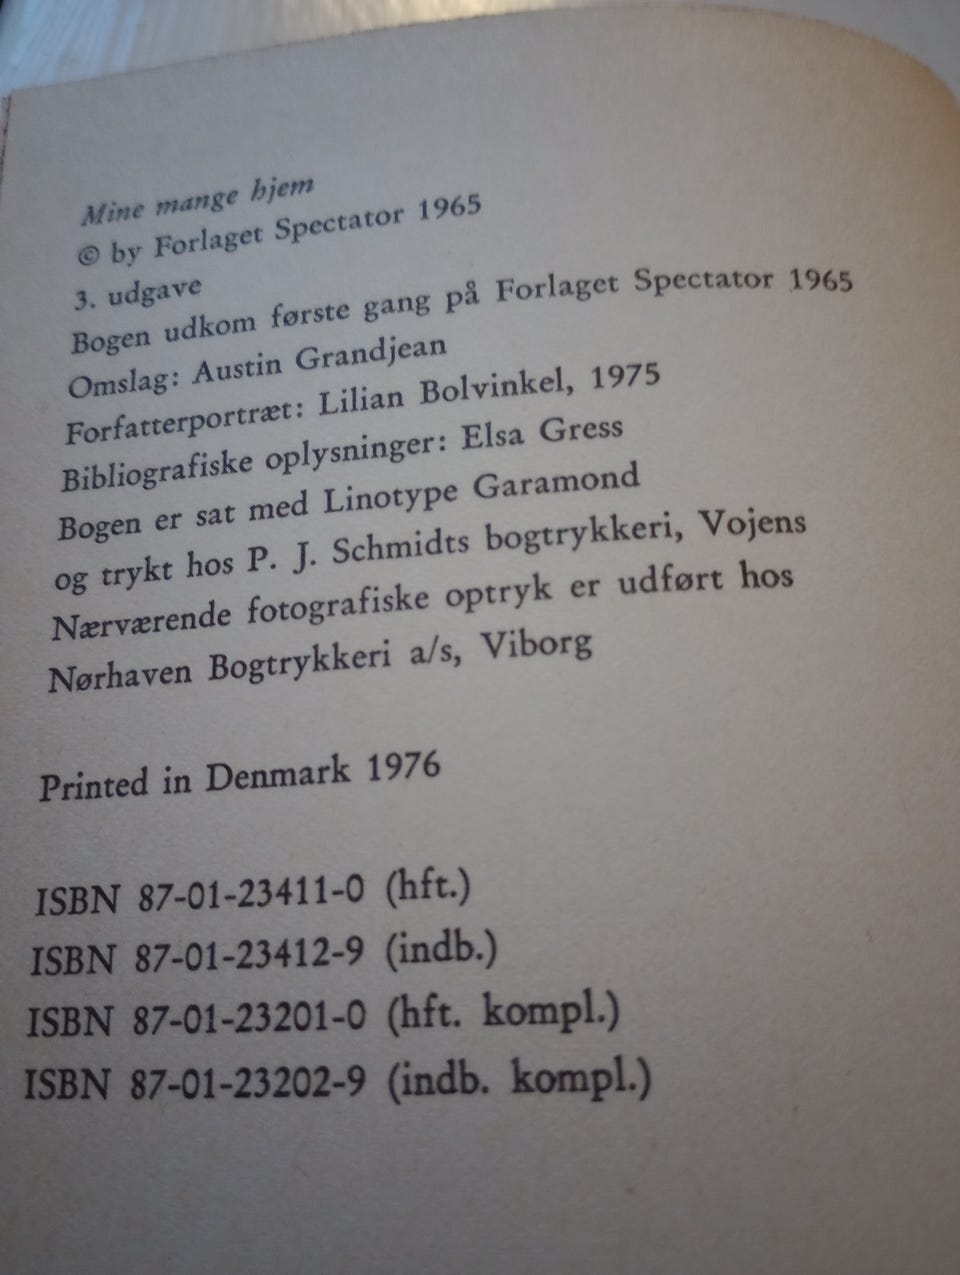 Mine mange hjem
© by Forlaget Spectator 1965
3. udgave
Bogen udkom første gang på Forlaget Spectator 1965
Omslag: Austin Grandjean
Forfatterportræt: Lilian Bolvinkel, 1975
Bibliografiske oplysninger: Elsa Gress
Bogen er sat med Linotype Garamond
og trykt hos P. J. Schmidts bogtrykkeri, Vojens
Nærværende fotografiske optryk er udført hos
Nørhaven Bogtrykkeri a/s, Viborg
Printed in Denmark 1976
ISBN 87-01-23411-0 (hft.)
ISBN 87-01-23412-9 (indb.)
ISBN 87-01-23201-0 (hft. kompl.)
ISBN 87-01-23202-9 (indb. kompl.)